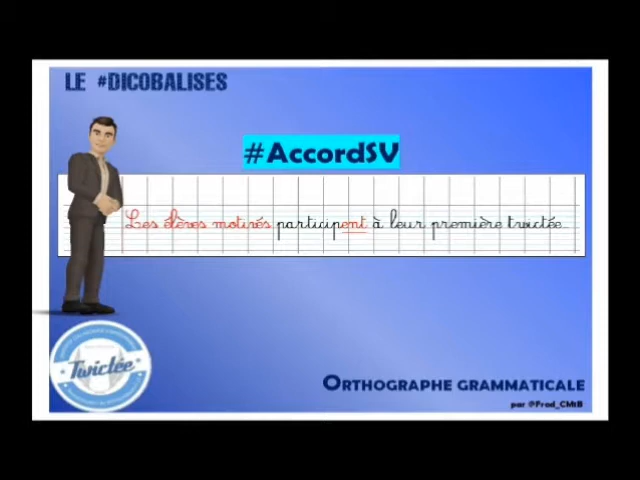 LE #DICOBALISES
#AccordSV
Les élèves motivés participent à leur première twictée.
Twictée
ORTHOGRAPHE GRAMMATICALE
par @Prod_CMtB